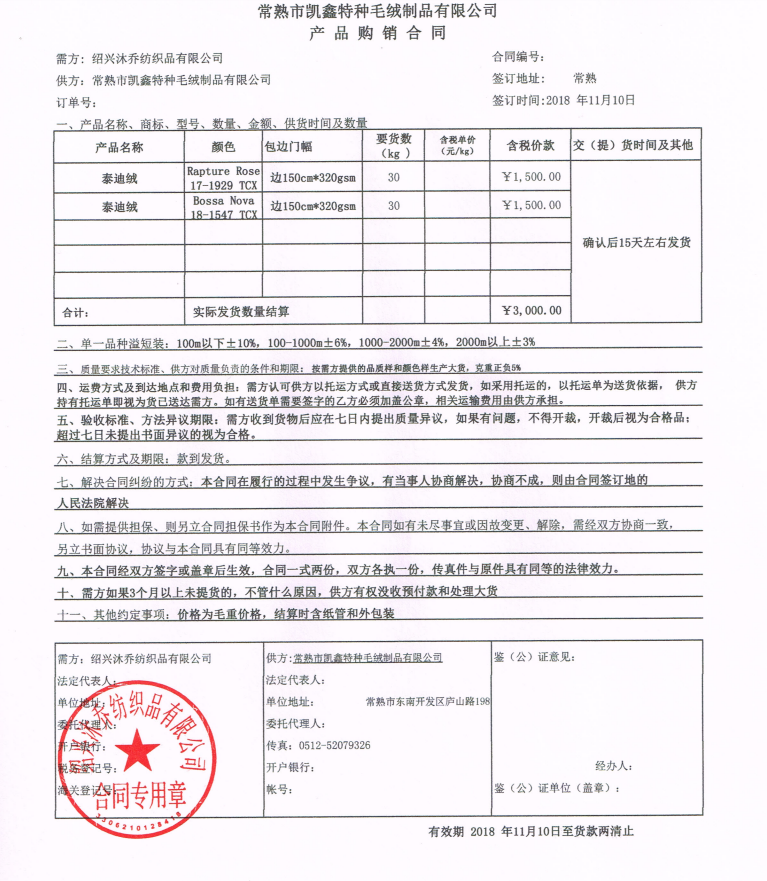 常熟市凯鑫特种毛绒制品有限公司
产品购销合同
需方: 绍兴沐乔纺织品有限公司 合同编号:
供方: 常熟市凯鑫特种毛绒制品有限公司 签订地址: 常熟
订单号: 签订时间:2018 年11月10日
一、产品名称、商标、型号、数量、金额、供货时间及数量
产品名称 颜色 包边门幅 要货数(kg ) 含税单价(元/kg) 含税价款 交(提)货时间及其他
泰迪绒 Rapture Rose 17-1929 TCX 边150cm*320gsm 30 ￥1,500.00
泰迪绒 Bossa Nova 18-1547 TCX 边150cm*320gsm 30 ￥1,500.00
确认后15天左右发货
合计: 实际发货数量结算 ￥3,000.00
二、单一品种溢短装: 100m以下±10%, 100-1000m±6%, 1000-2000m±4%, 2000m以上±3%
三、质量要求技术标准、供方对质量负责的条件和期限: 按需方提供的品质样和颜色样生产大货, 克重正负5%
四、运费方式及到达地点和费用负担: 需方认可供方以托运方式或直接送货方式发货, 如采用托运的, 以托运单为送货依据, 供方
持有托运单即视为货已送达需方。如有送货单需要签字的乙方必须加盖公章, 相关运输费用由供方承担。
五、验收标准、方法异议期限: 需方收到货物后应在七日内提出质量异议, 如果有问题, 不得开裁, 开裁后视为合格品;
超过七日未提出书面异议的视为合格。
六、结算方式及期限: 款到发货。
七、解决合同纠纷的方式: 本合同在履行的过程中发生争议, 有当事人协商解决, 协商不成, 则由合同签订地的
人民法院解决
八、如需提供担保、则另立合同担保书作为本合同附件。本合同如有未尽事宜或因故变更、解除, 需经双方协商一致,
另立书面协议, 协议与本合同具有同等效力。
九、本合同经双方签字或盖章后生效, 合同一式两份, 双方各执一份, 传真件与原件具有同等的法律效力。
十、需方如果3个月以上未提货的, 不管什么原因, 供方有权没收预付款和处理大货
十一、其他约定事项: 价格为毛重价格, 结算时含纸管和外包装
需方: 绍兴沐乔纺织品有限公司 供方:常熟市凯鑫特种毛绒制品有限公司 鉴(公)证意见:
法定代表人: 法定代表人:
单位地址: 单位地址: 常熟市东南开发区庐山路198
委托代理人: 委托代理人:
开户银行: 传真: 0512-52079326
税务登记号: 开户银行: 经办人:
海关登记号: 帐号: 鉴(公)证单位(盖章):
绍兴沐乔纺织品有限公司
合同专用章
3306210128418
有效期 2018 年11月10日至货款两清止